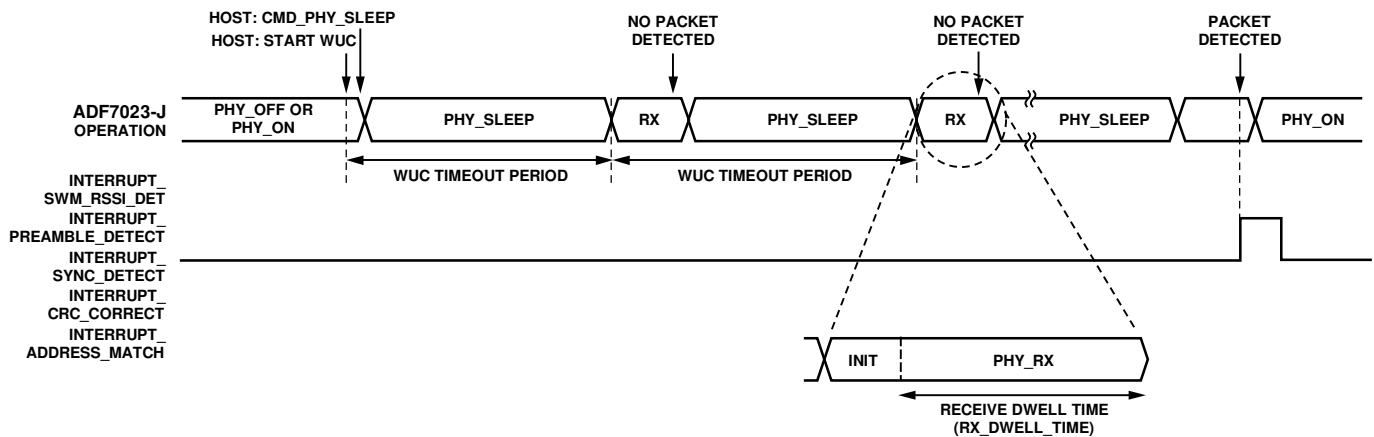 HOST: CMD_PHY_SLEEP
HOST: START WUC
NO PACKET
DETECTED
NO PACKET
DETECTED
PACKET
DETECTED
ADF7023-J
OPERATION
PHY_OFF OR
PHY_ON
PHY_SLEEP
RX
PHY_SLEEP
RX
PHY_SLEEP
PHY_ON
WUC TIMEOUT PERIOD
WUC TIMEOUT PERIOD
INTERRUPT_
SWM_RSSI_DET
INTERRUPT_
PREAMBLE_DETECT
INTERRUPT_
SYNC_DETECT
INTERRUPT_
CRC_CORRECT
INTERRUPT_
ADDRESS_MATCH
INIT
PHY_RX
RECEIVE DWELL TIME
(RX_DWELL_TIME)